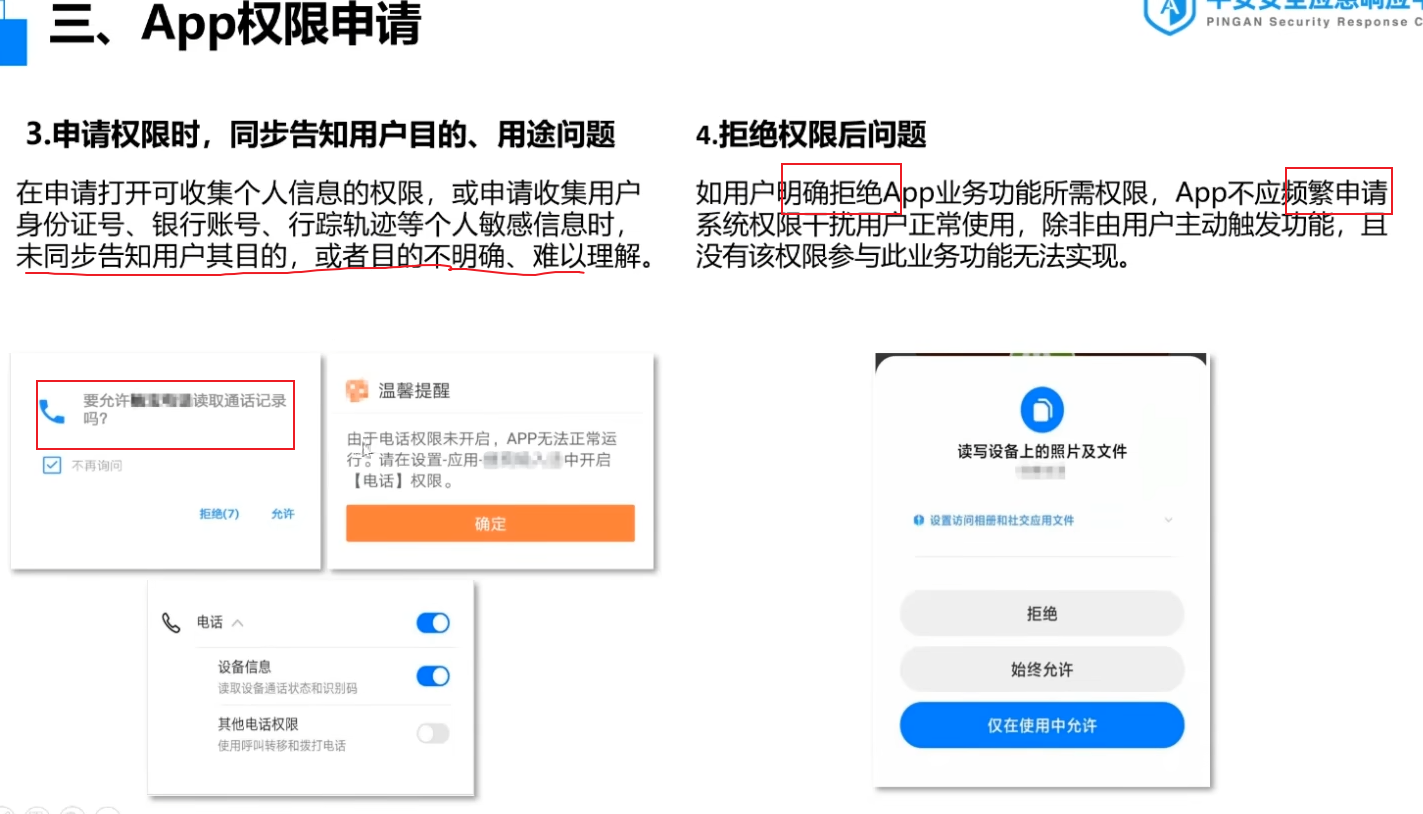 三、App权限申请
平安安全应急响应中
PINGAN Security Response C
3.申请权限时，同步告知用户目的、用途问题
在申请打开可收集个人信息的权限，或申请收集用户
身份证号、银行账号、行踪轨迹等个人敏感信息时，
未同步告知用户其目的，或者目的不明确、难以理解。
4.拒绝权限后问题
如用户明确拒绝App业务功能所需权限，App不应频繁申请
系统权限干扰用户正常使用，除非由用户主动触发功能，且
没有该权限参与此业务功能无法实现。
要允许读取通话记录
吗?
不再询问
拒绝(7) 允许
温馨提醒
由于电话权限未开启，APP无法正常运
行。请在设置-应用-中开启
【电话】权限。
确定
电话
设备信息
读取设备通话状态和识别码
其他电话权限
使用呼叫转移和拨打电话
读写设备上的照片及文件
设置访问相册和社交应用文件
拒绝
始终允许
仅在使用中允许